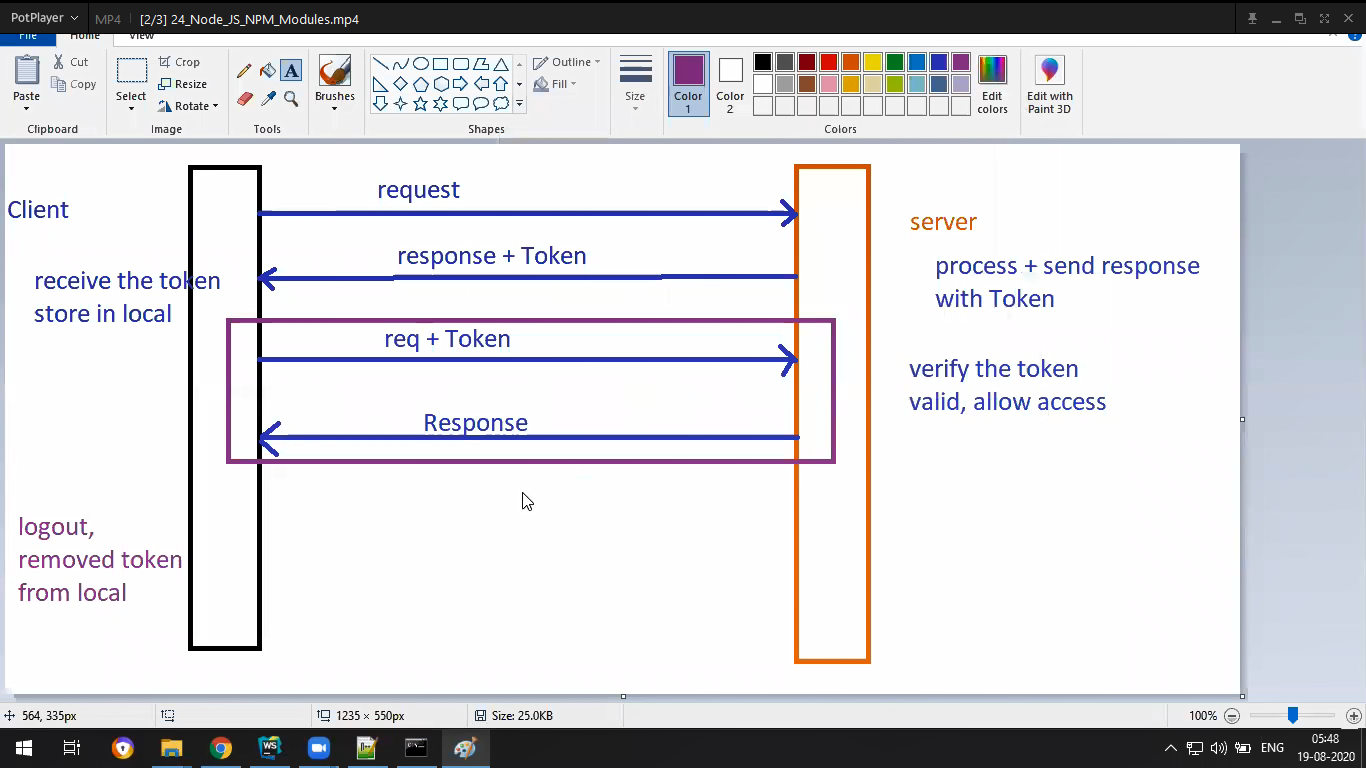 PotPlayer
MP4
[2/3] 24_Node_JS_NPM_Modules.mp4
File
Home
View
Paste
Cut
Copy
Clipboard
Select
Crop
Resize
Rotate
Image
A
Tools
Brushes
Outline
Fill
Shapes
Size
Color
1
Color
2
Edit
colors
Colors
Edit with
Paint 3D
Client
request
server
response + Token
process + send response
with Token
receive the token
store in local
req + Token
verify the token
valid, allow access
Response
logout,
removed token
from local
564, 335px
1235 × 550px
Size: 25.0KB
100%
WS
ENG
05:48
19-08-2020